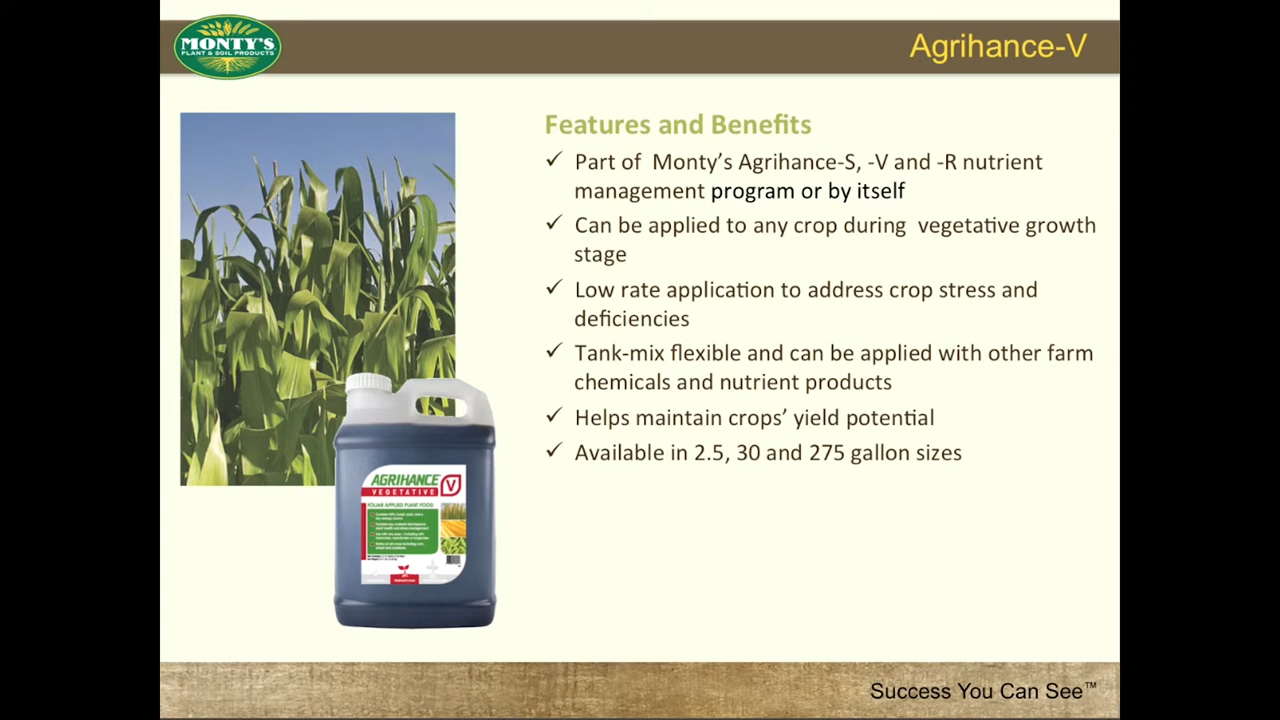 MONTY'S
PLANT & SOIL PRODUCTS
Agrihance-V
Features and Benefits
✓ Part of Monty's Agrihance-S, -V and -R nutrient
management program or by itself
✓ Can be applied to any crop during vegetative growth
stage
✓ Low rate application to address crop stress and
deficiencies
✓ Tank-mix flexible and can be applied with other farm
chemicals and nutrient products
✓ Helps maintain crops' yield potential
✓ Available in 2.5, 30 and 275 gallon sizes
AGRIHANCE
VEGETATIVE
V
FOLIAR APPLIED PLANT FOOD
Success You Can See™